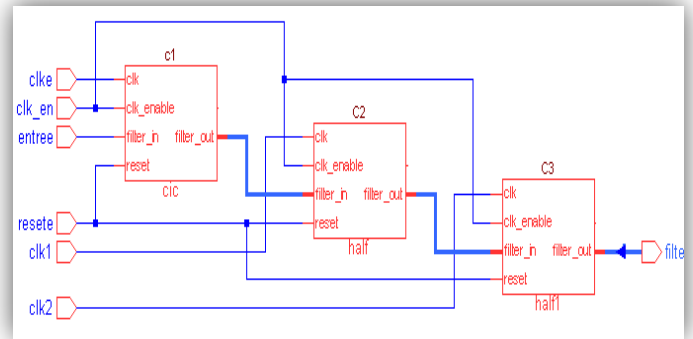 clke
clk_en
entree
resete
clk1
clk2
c1
clk
clk_enable
filter_in filter_out
reset
cic
C2
clk
clk_enable
filter_in filter_out
reset
half
C3
clk
clk_enable
filter_in filter_out
reset
half1
filte